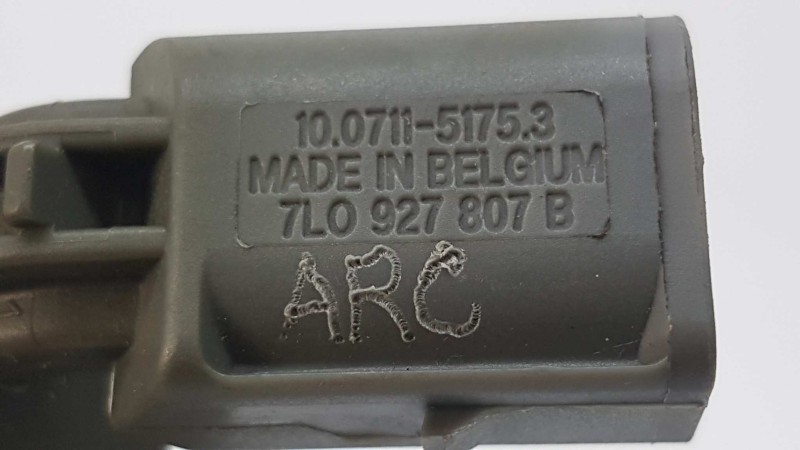 10.0711-5175.3
MADE IN BELGIUM
7L0 927 807 B
ARC